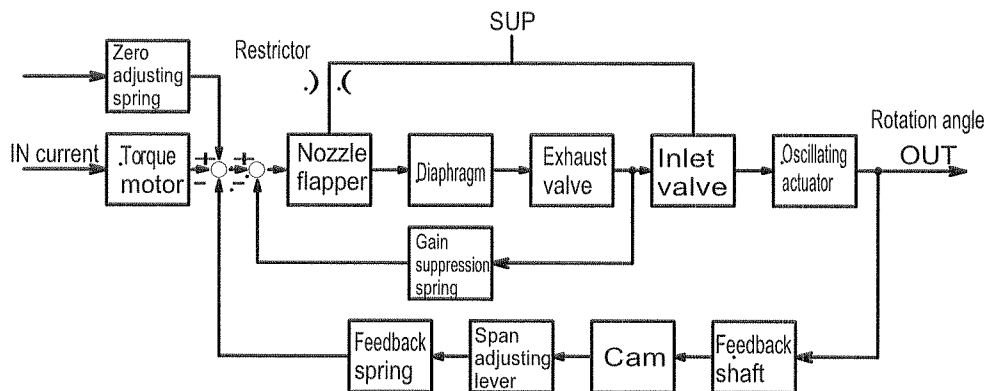 SUP
Restrictor
Zero
adjusting
spring
IN current
Torque
motor
+
-
+
-
Nozzle
flapper
Diaphragm
Exhaust
valve
Inlet
valve
Oscillating
actuator
Rotation angle
OUT
Gain
suppression
spring
Feedback
spring
Span
adjusting
lever
Cam
Feedback
shaft